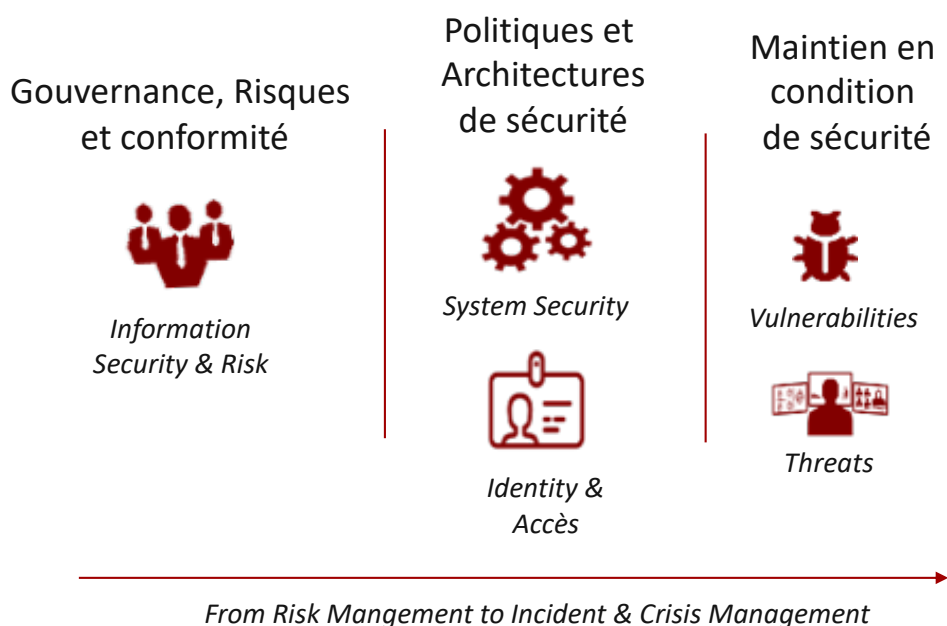 Gouvernance, Risques
et conformité
Information
Security & Risk
Politiques et
Architectures
de sécurité
System Security
Identity &
Accès
Maintien en
condition
de sécurité
Vulnerabilities
Threats
From Risk Mangement to Incident & Crisis Management